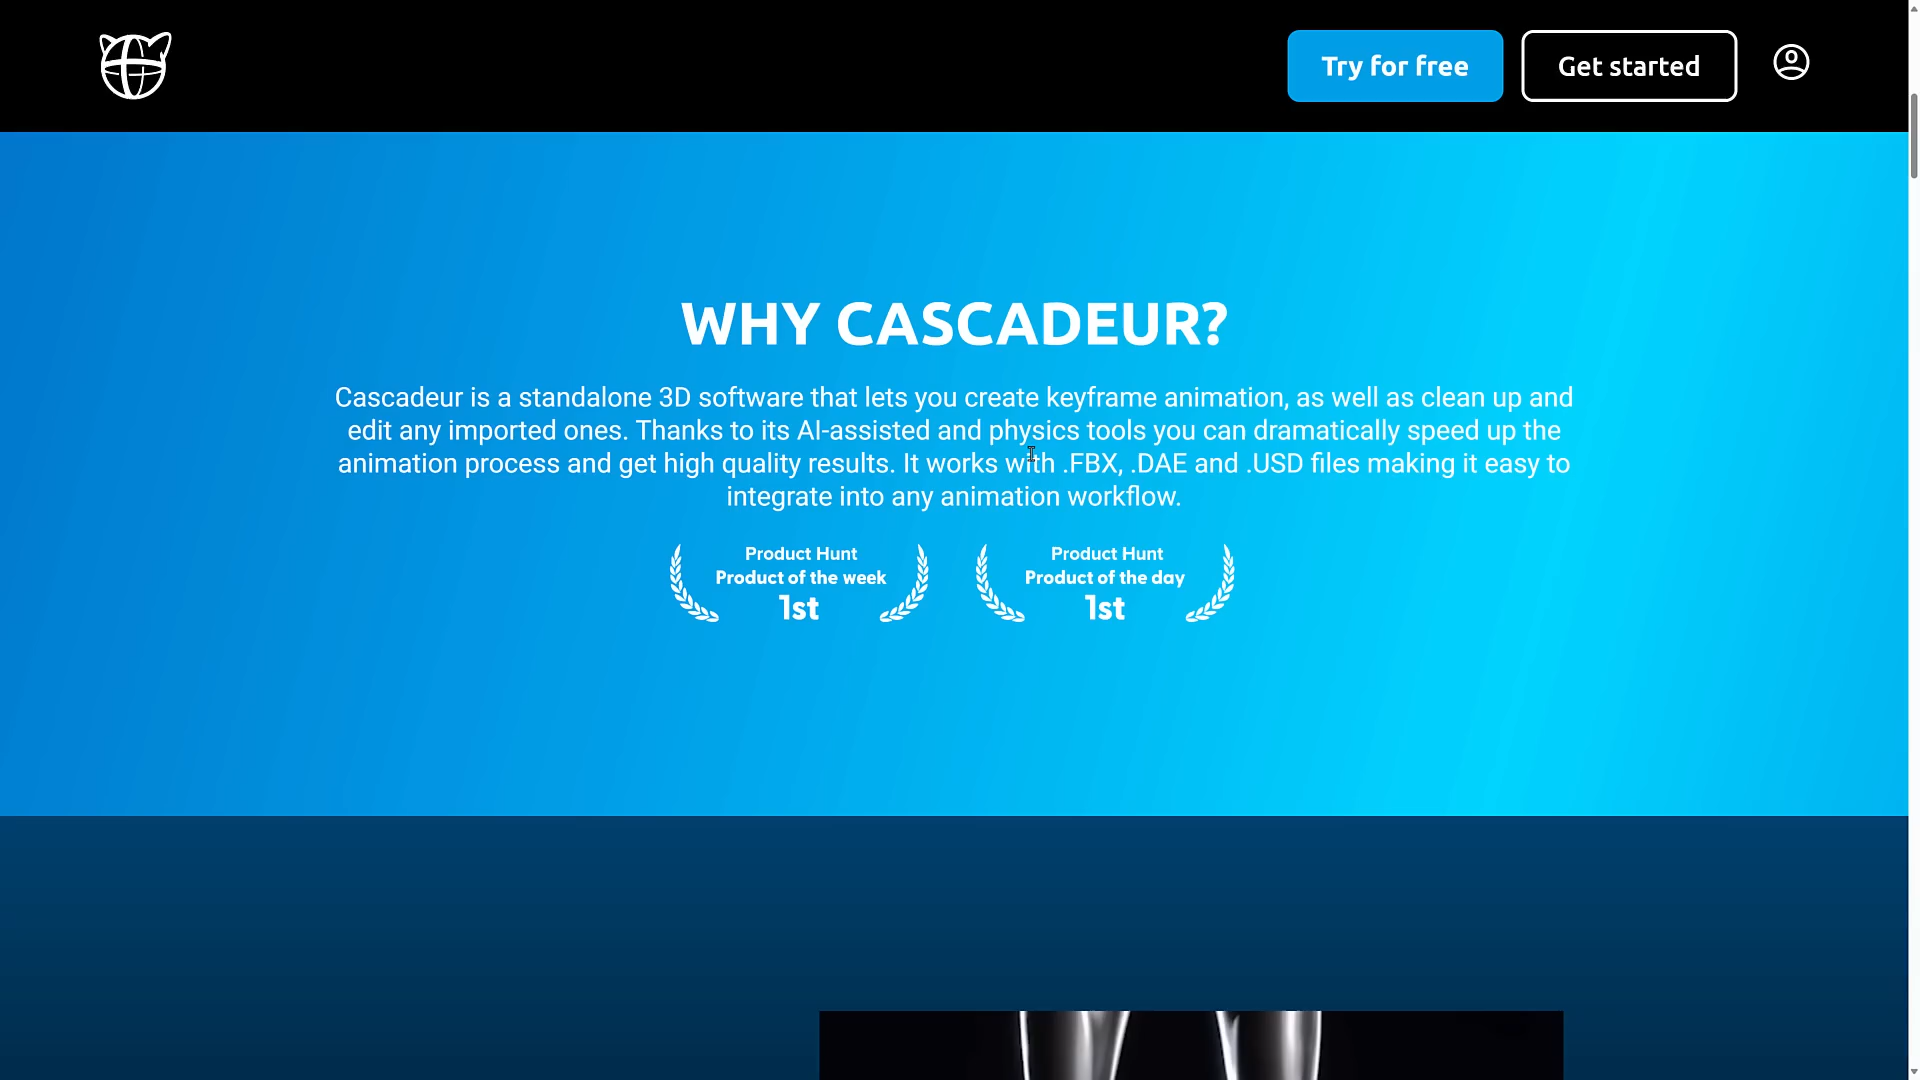 Try for free
Get started
WHY CASCADEUR?
Cascadeur is a standalone 3D software that lets you create keyframe animation, as well as clean up and
edit any imported ones. Thanks to its AI-assisted and physics tools you can dramatically speed up the
animation process and get high quality results. It works with .FBX, .DAE and .USD files making it easy to
integrate into any animation workflow.
Product Hunt
Product of the week
1st
Product Hunt
Product of the day
1st